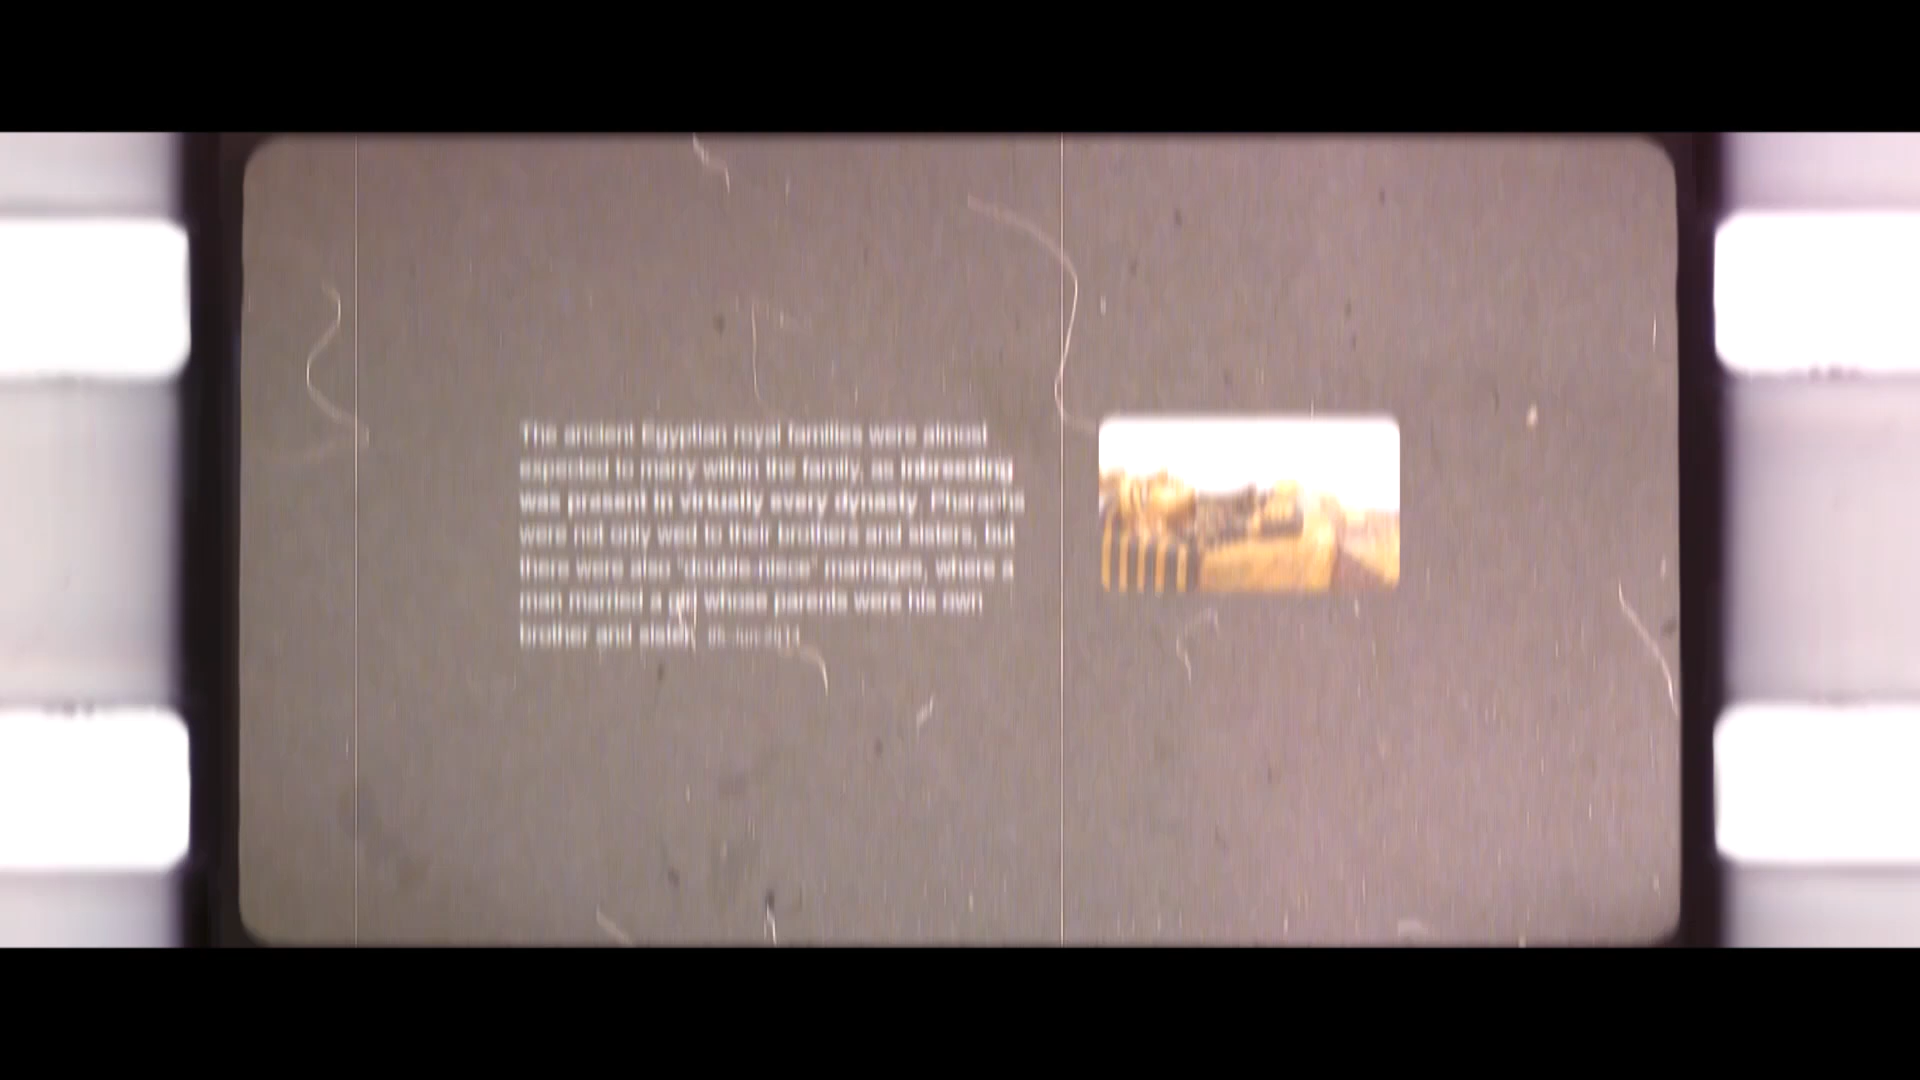 The ancient Egyptian royal families were almost
expected to marry within the family, as inbreeding
was present in virtually every dynasty. Pharaohs
were not only wed to their brothers and sisters, but
there were also "double-niece" marriages, where a
man married a girl whose parents were his own
brother and sister.